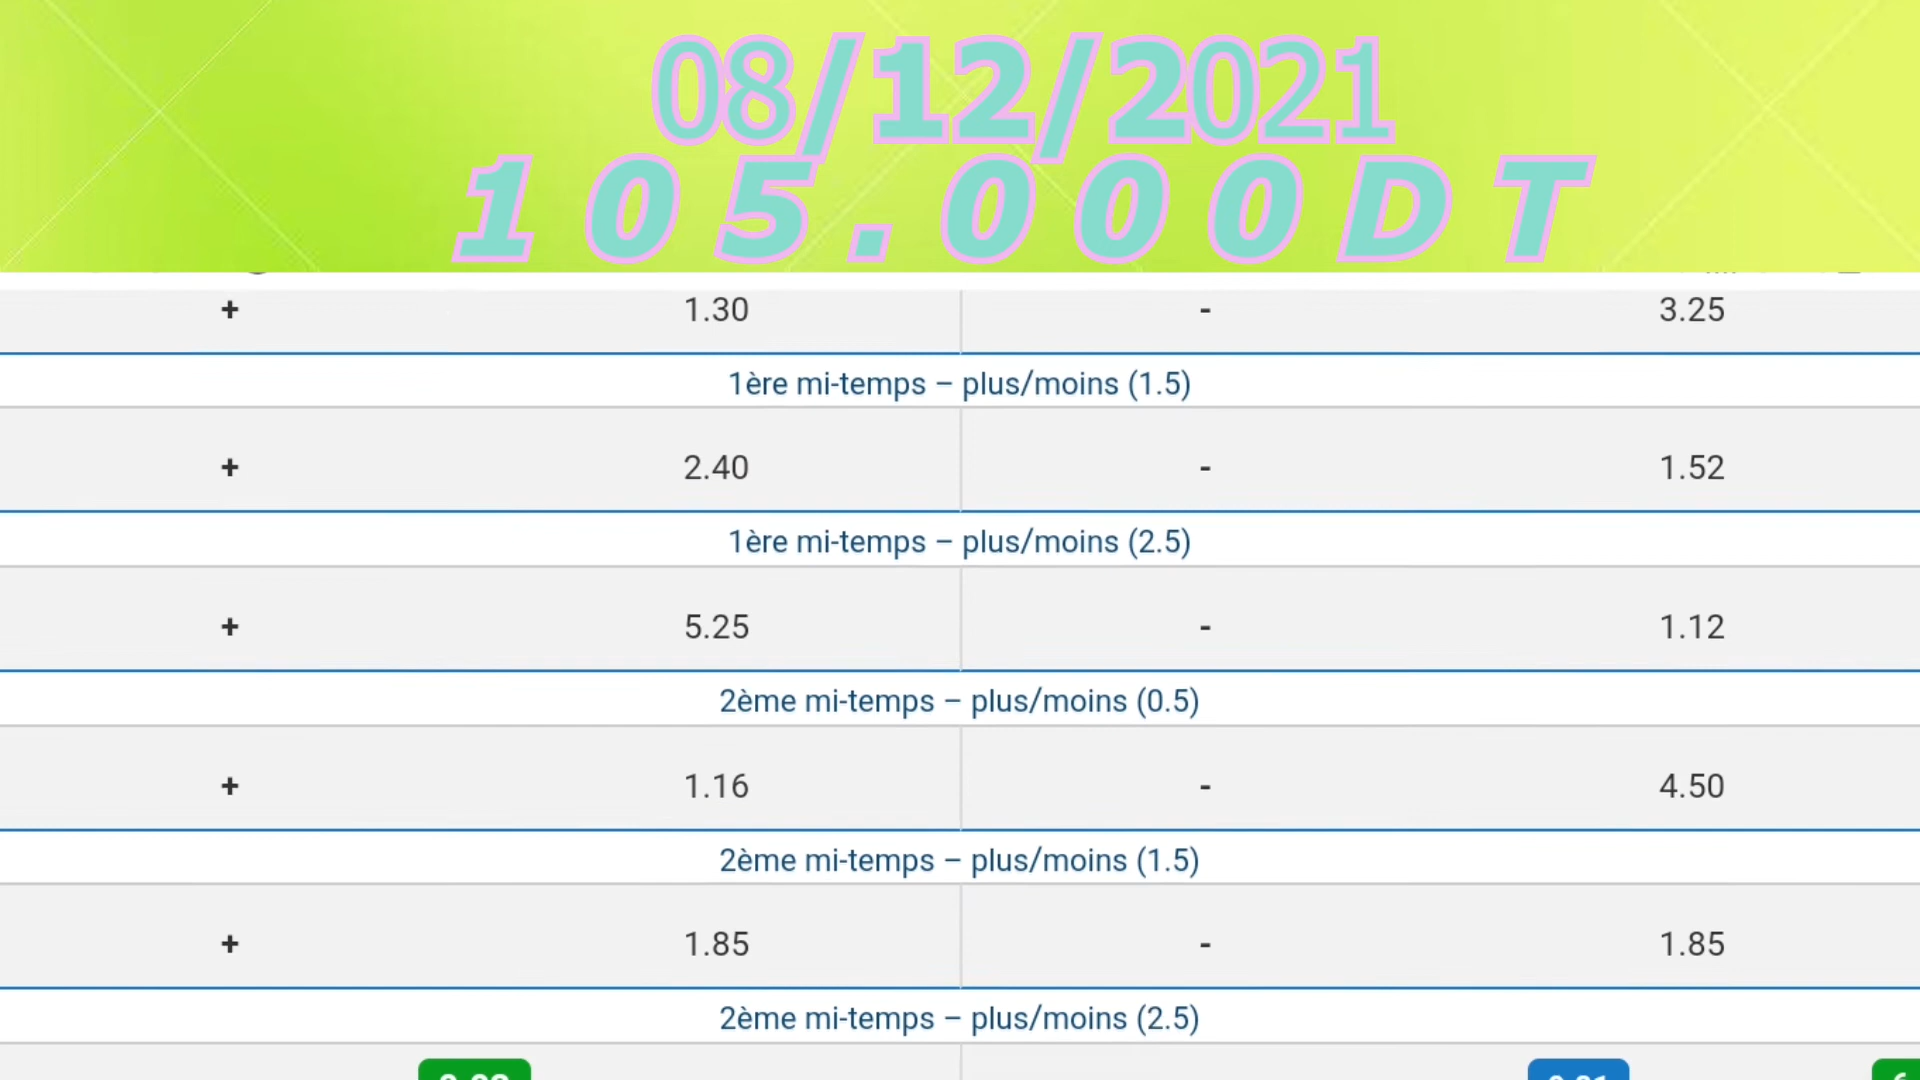 08/12/2021
105.000DT
+ 1.30 - 3.25
1ère mi-temps – plus/moins (1.5)
+ 2.40 - 1.52
1ère mi-temps – plus/moins (2.5)
+ 5.25 - 1.12
2ème mi-temps – plus/moins (0.5)
+ 1.16 - 4.50
2ème mi-temps – plus/moins (1.5)
+ 1.85 - 1.85
2ème mi-temps – plus/moins (2.5)